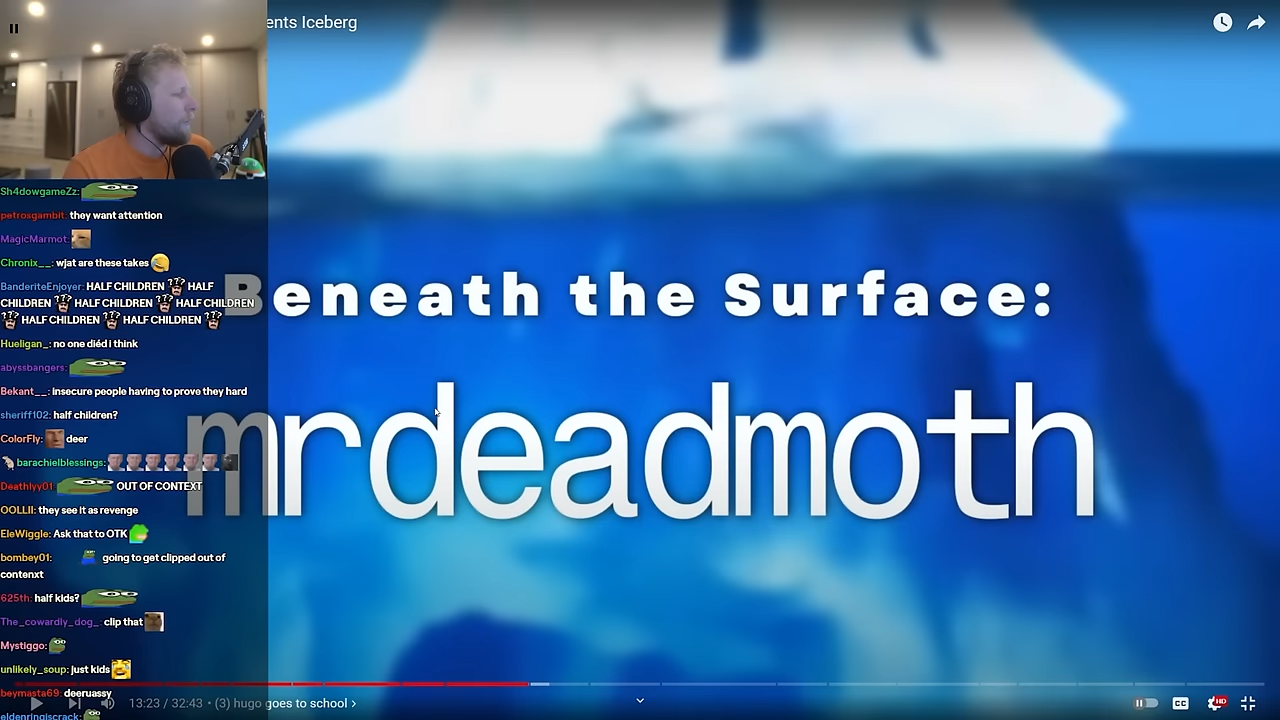 ents Iceberg
Sh4dowgameZz:
petrosgambit: they want attention
MagicMarmot:
Chronix__: wjat are these takes
BanderiteEnjoyer: HALF CHILDREN HALF
CHILDREN HALF CHILDREN HALF CHILDREN
HALF CHILDREN HALF CHILDREN
Hueligan_: no one diéd i think
abyssbangers:
Bekant__: insecure people having to prove they hard
sheriff102: half children?
ColorFly: deer
barachielblessings:
Deathlyy01: OUT OF CONTEXT
OOLLII: they see it as revenge
EleWiggle: Ask that to OTK
bombey01: going to get clipped out of
contenxt
625th: half kids?
The_cowardly_dog_: clip that
Mystiggo:
unlikely_soup: just kids
beymasta69: deeruassy
eldenringiscrack:
Beneath the Surface:
mrdeadmoth
13:23 / 32:43 • (3) hugo goes to school >
CC
HD